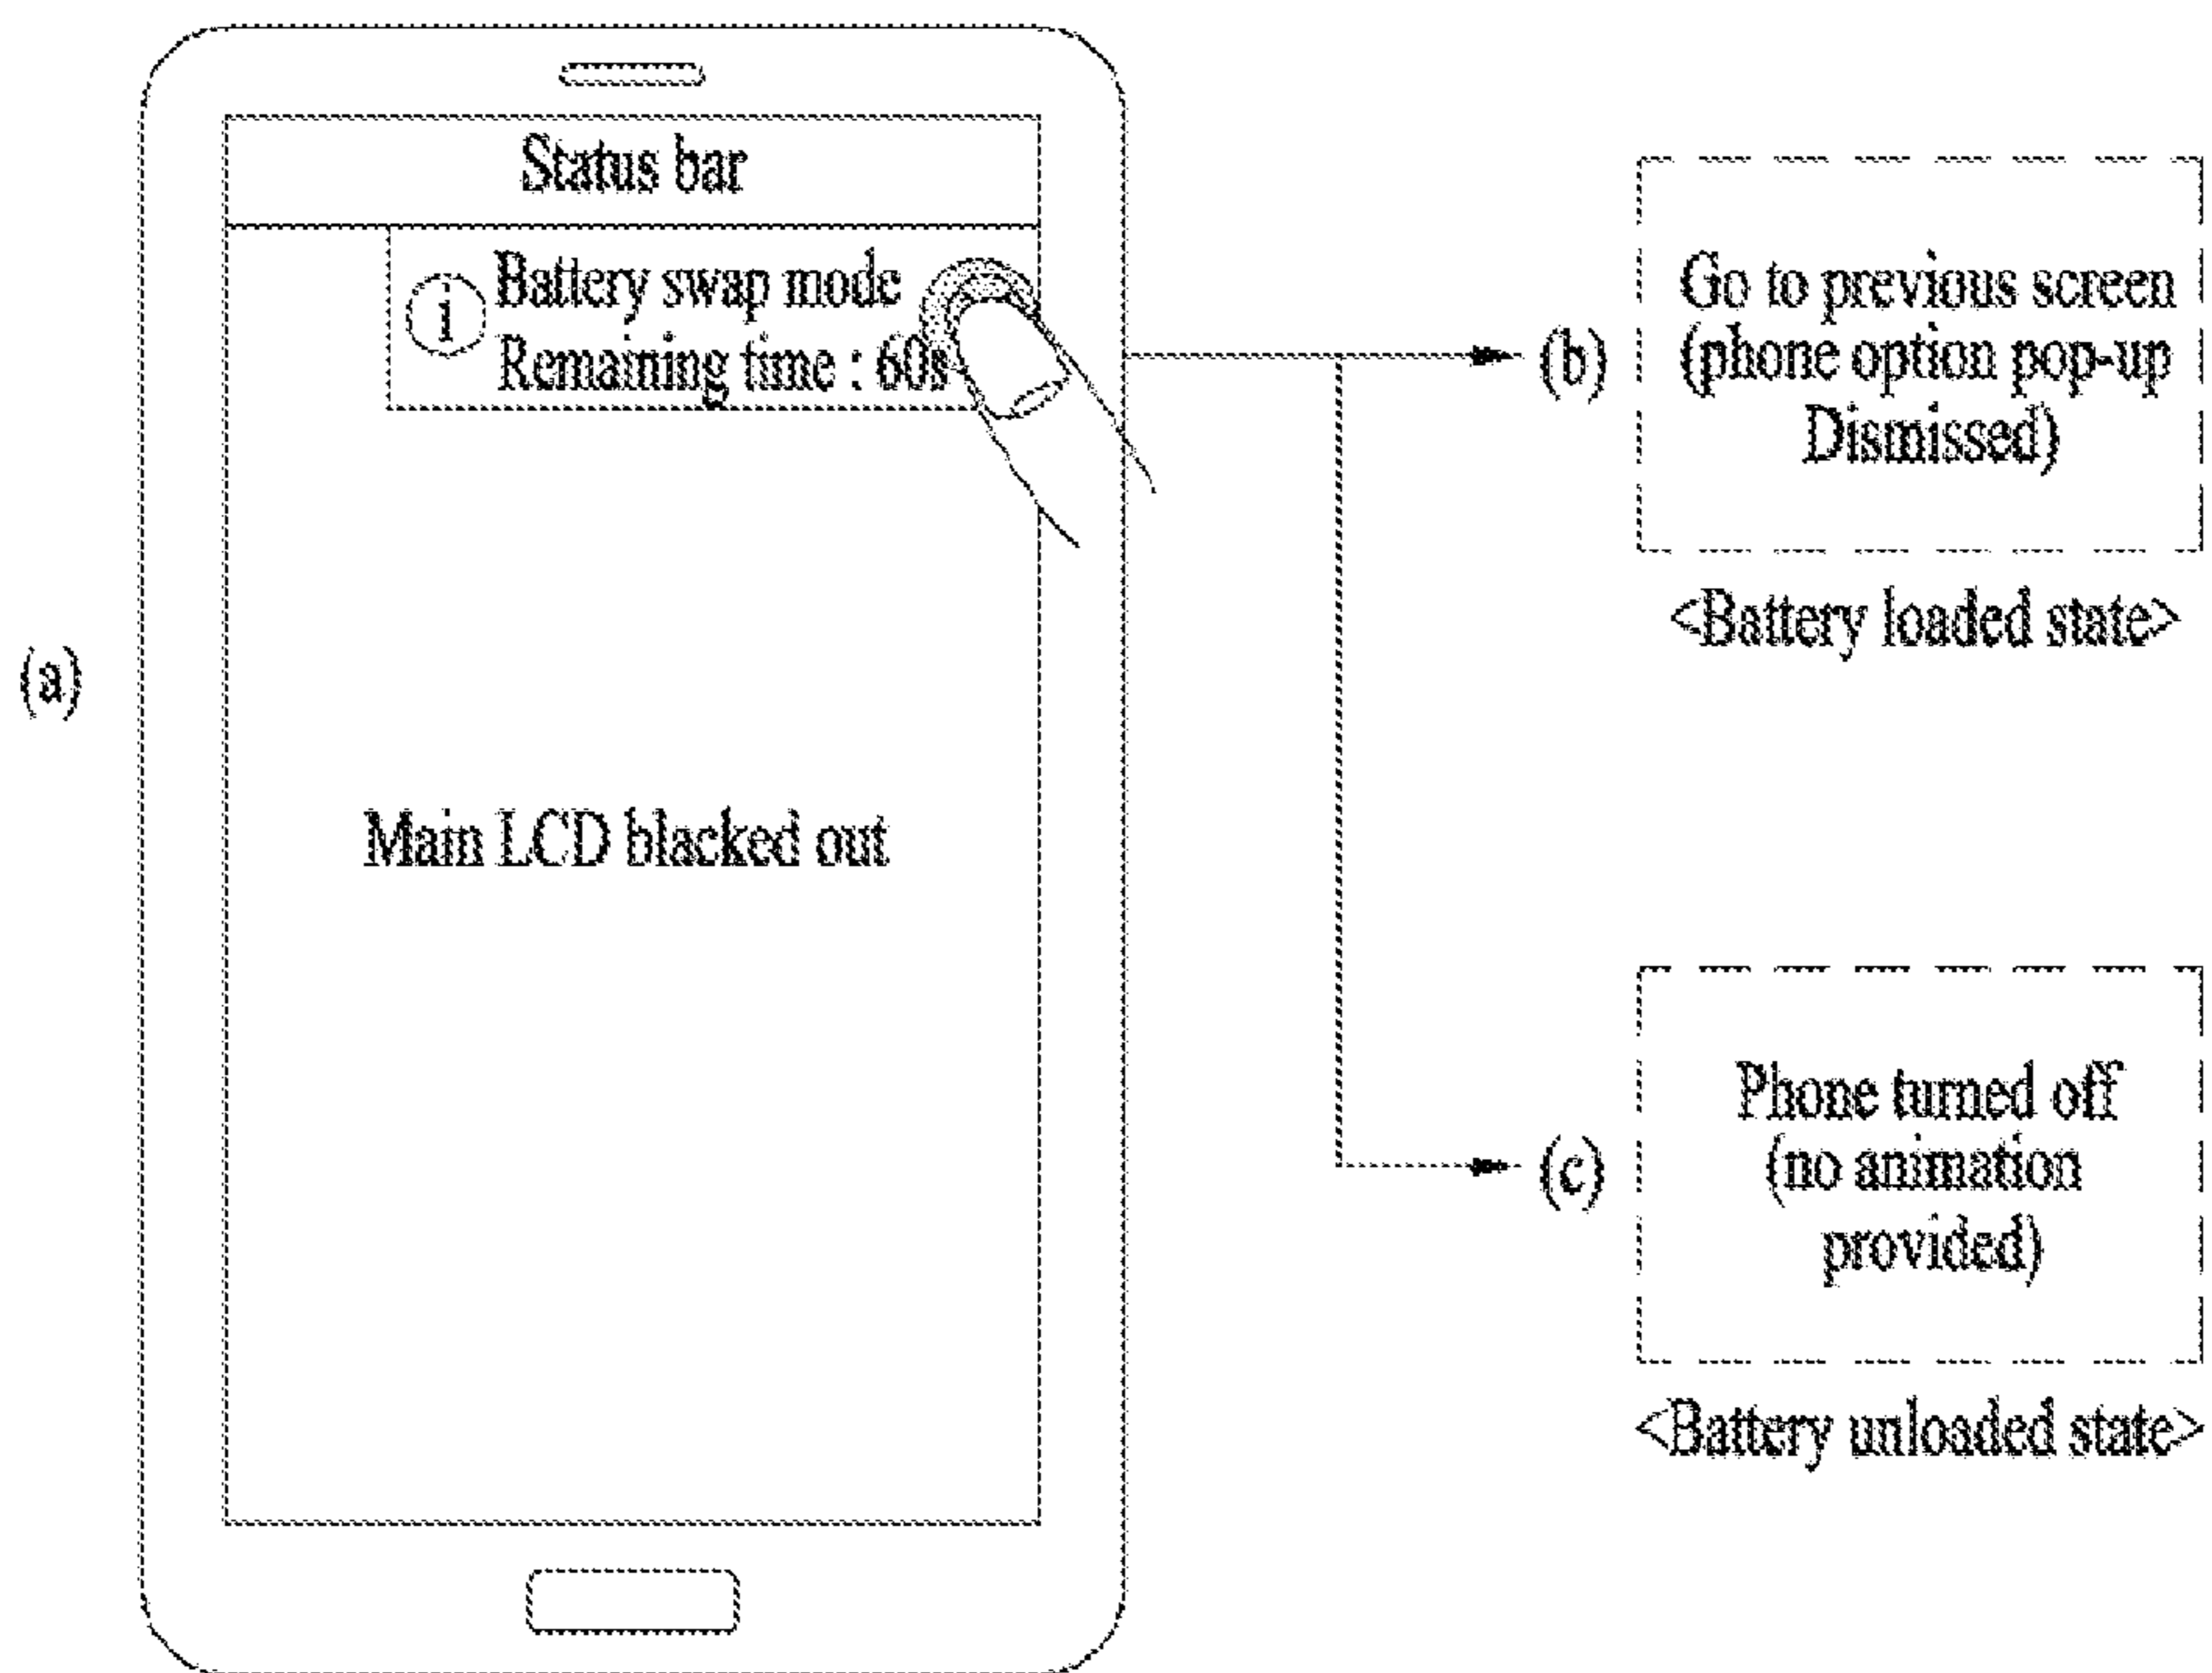 Status bar
i
Battery swap mode
Remaining time : 60s
(a)
Main LCD blacked out
(b)
Go to previous screen
(phone option pop-up
Dismissed)
<Battery loaded state>
(c)
Phone turned off
(no animation
provided)
<Battery unloaded state>